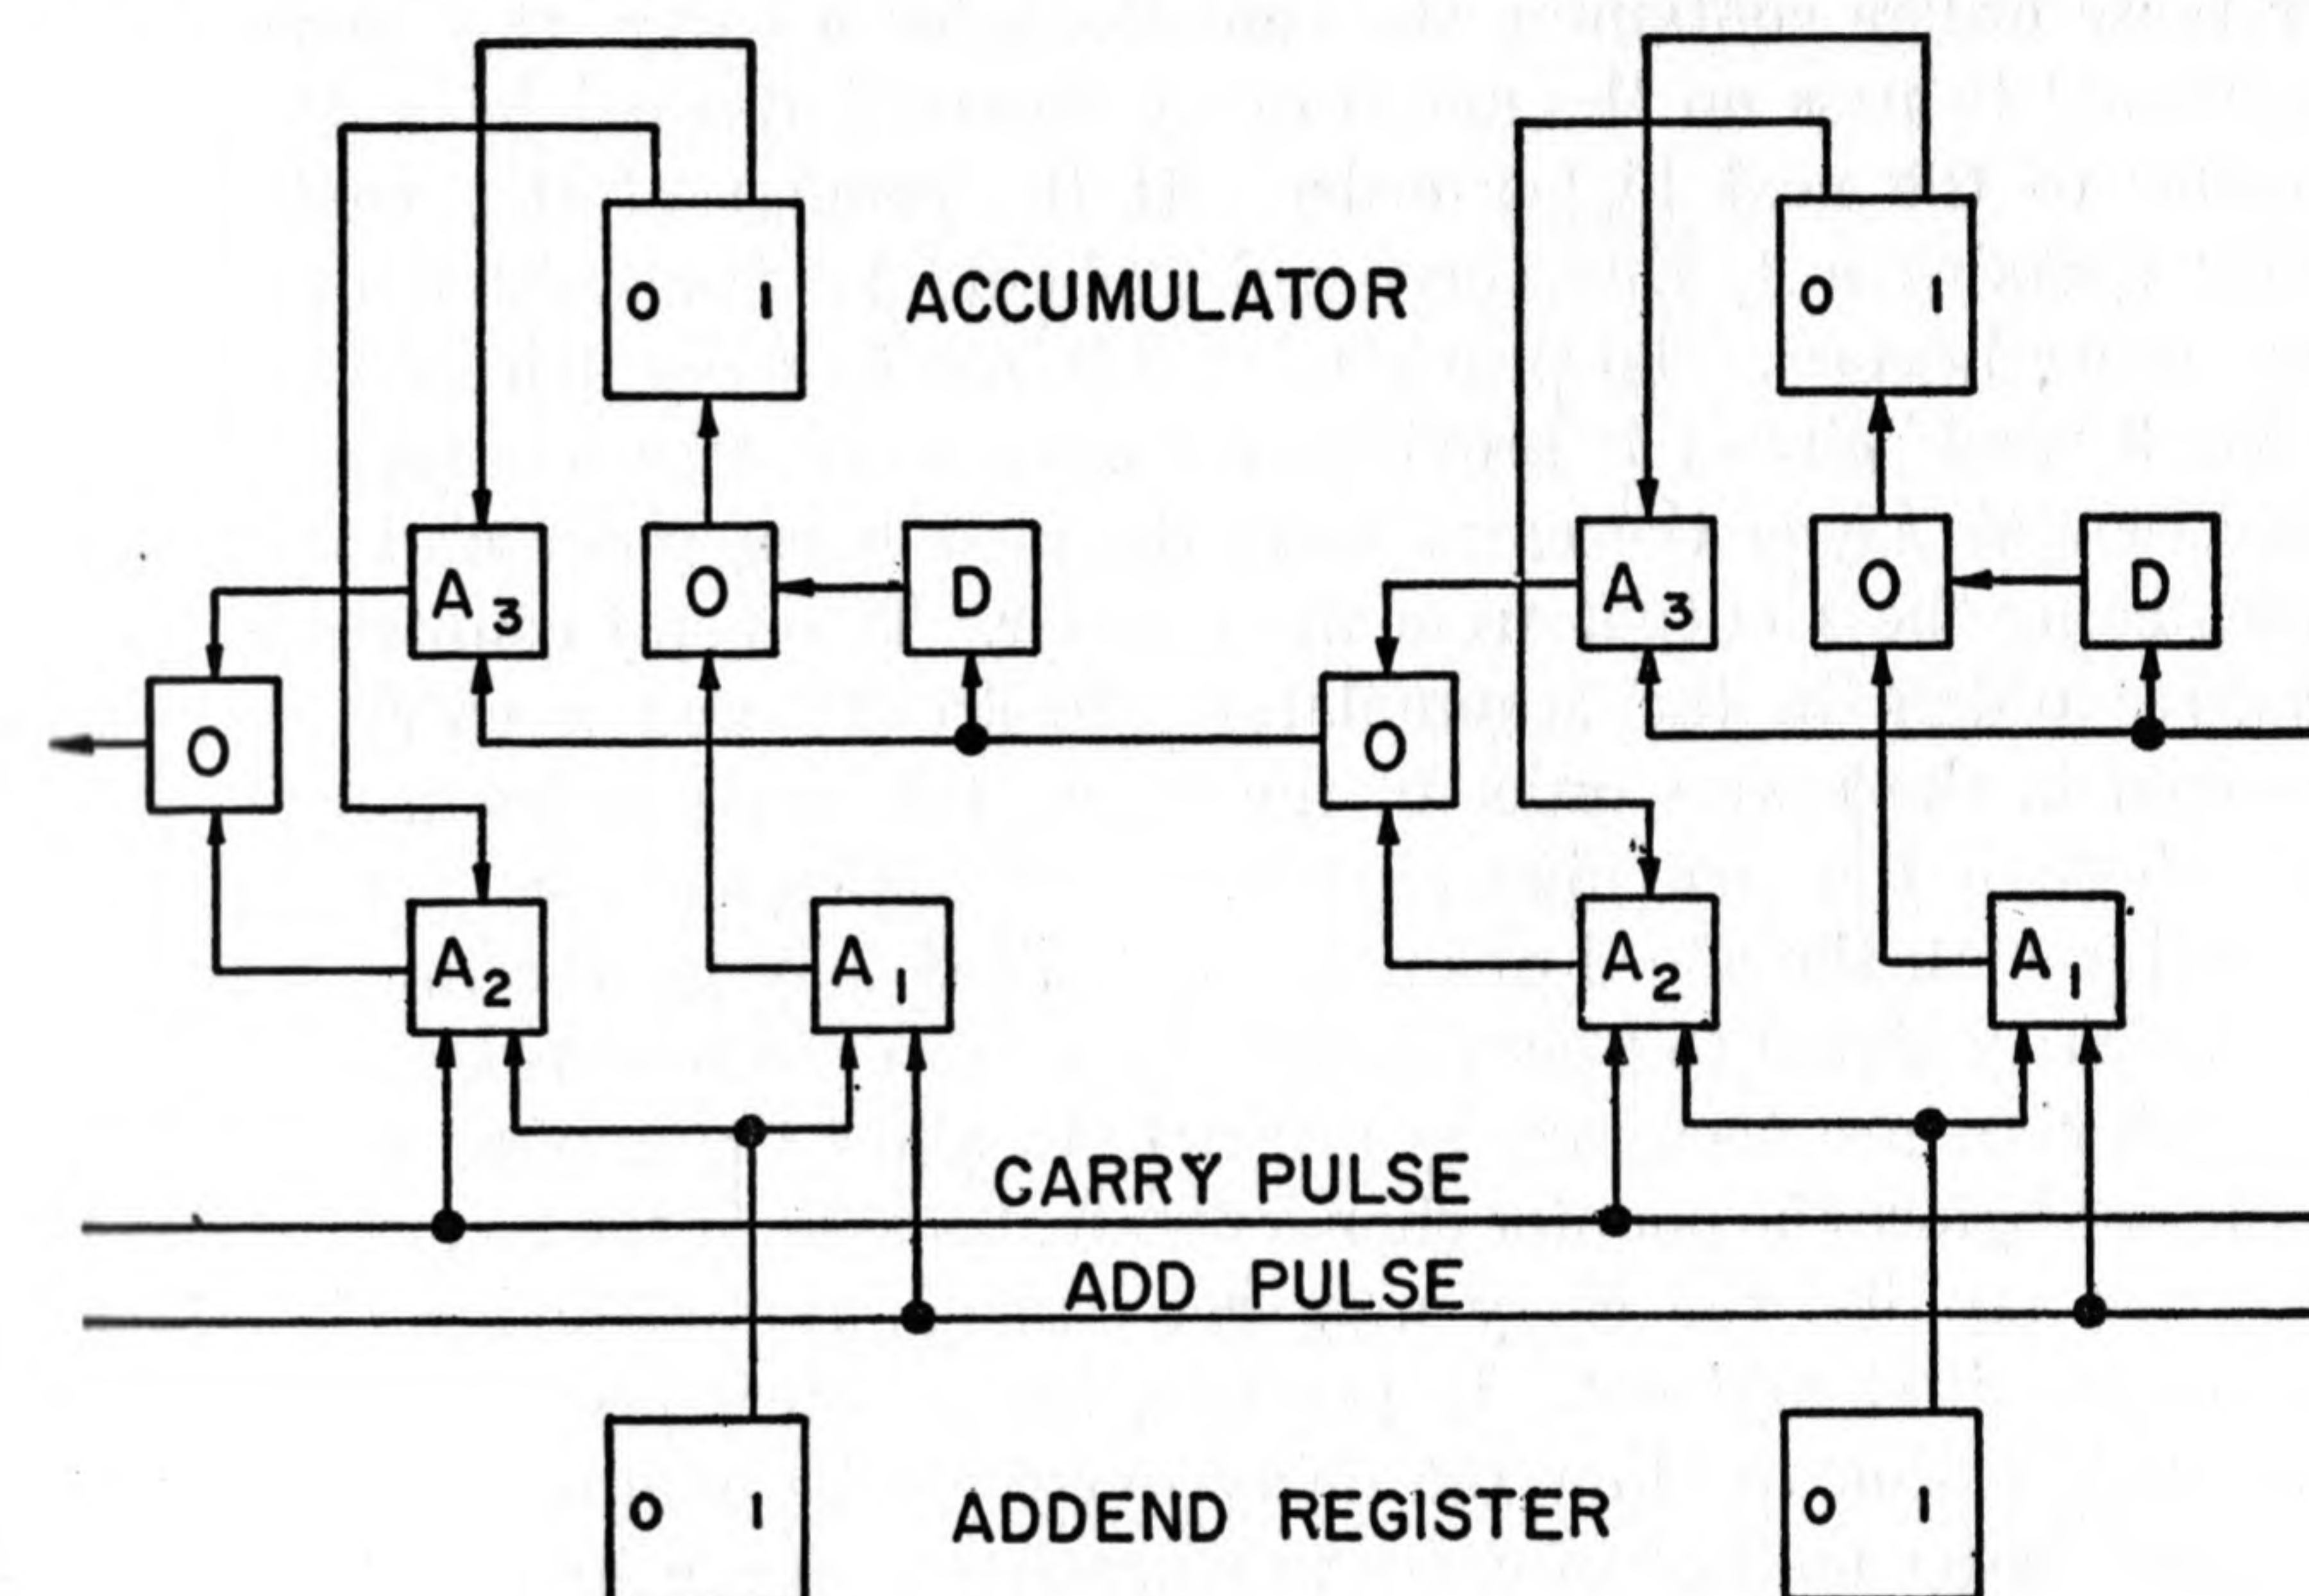 0 1 ACCUMULATOR 0 1
A3 O D A3 O D
O O
A2 A1 A2 A1
CARRY PULSE
ADD PULSE
0 1 ADDEND REGISTER 0 1